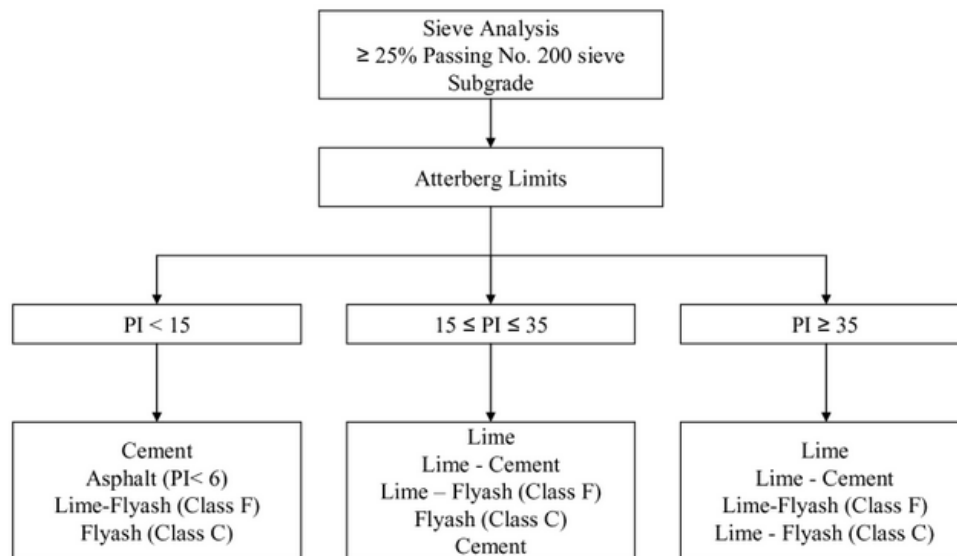 Sieve Analysis
≥ 25% Passing No. 200 sieve
Subgrade
Atterberg Limits
PI < 15
15 ≤ PI ≤ 35
PI ≥ 35
Cement
Asphalt (PI< 6)
Lime-Flyash (Class F)
Flyash (Class C)
Lime
Lime - Cement
Lime – Flyash (Class F)
Flyash (Class C)
Cement
Lime
Lime - Cement
Lime-Flyash (Class F)
Lime - Flyash (Class C)